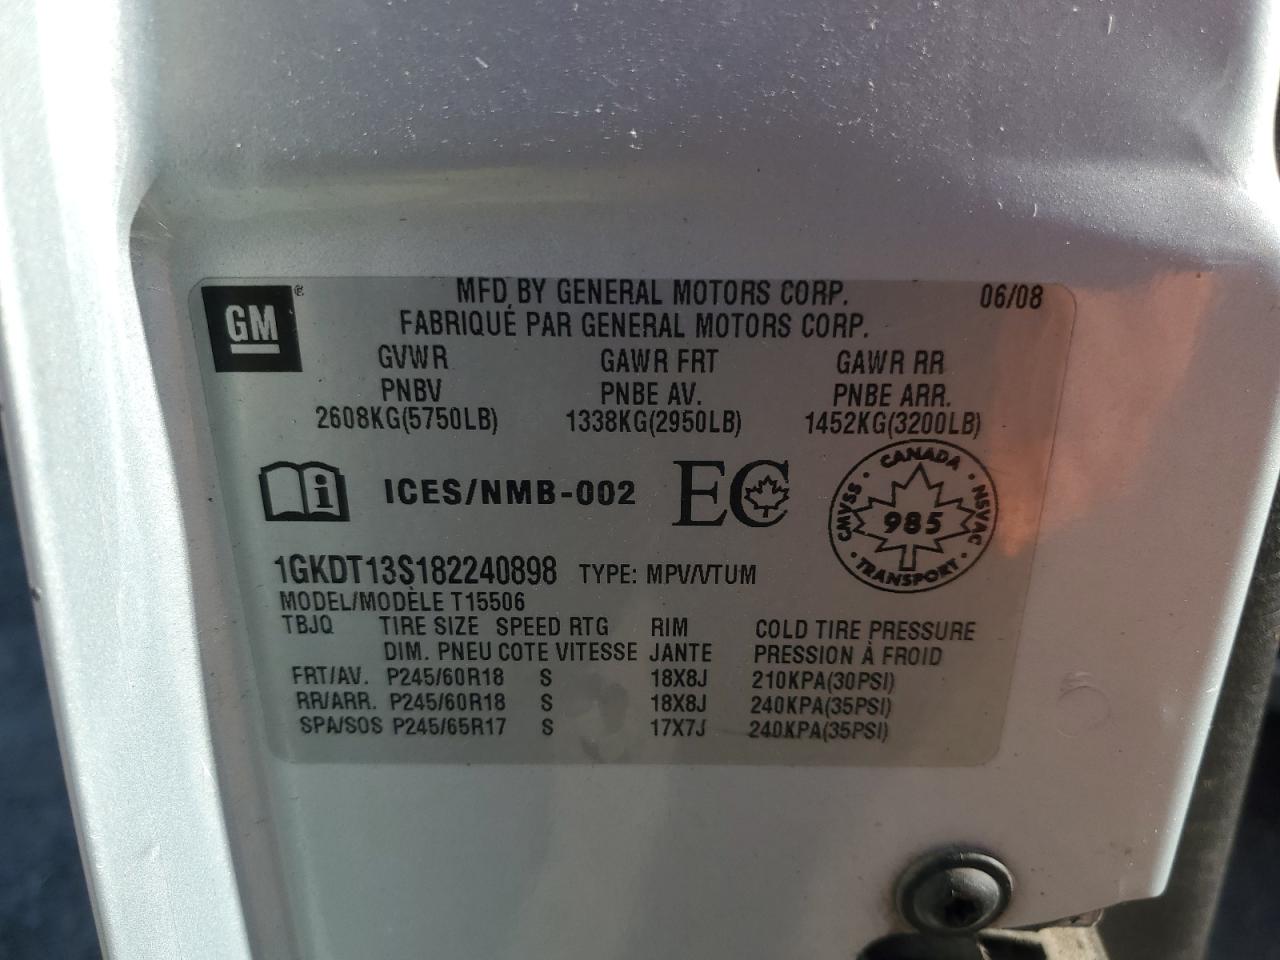 GM ®
MFD BY GENERAL MOTORS CORP. 06/08
FABRIQUÉ PAR GENERAL MOTORS CORP.
GVWR GAWR FRT GAWR RR
PNBV PNBE AV. PNBE ARR.
2608KG(5750LB) 1338KG(2950LB) 1452KG(3200LB)
i ICES/NMB-002 EC
CANADA
CMVSS 985 NSVAC
TRANSPORT
1GKDT13S182240898 TYPE: MPV/VTUM
MODEL/MODÈLE T15506
TBJQ TIRE SIZE SPEED RTG RIM COLD TIRE PRESSURE
DIM. PNEU COTE VITESSE JANTE PRESSION À FROID
FRT/AV. P245/60R18 S 18X8J 210KPA(30PSI)
RR/ARR. P245/60R18 S 18X8J 240KPA(35PSI)
SPA/SOS P245/65R17 S 17X7J 240KPA(35PSI)